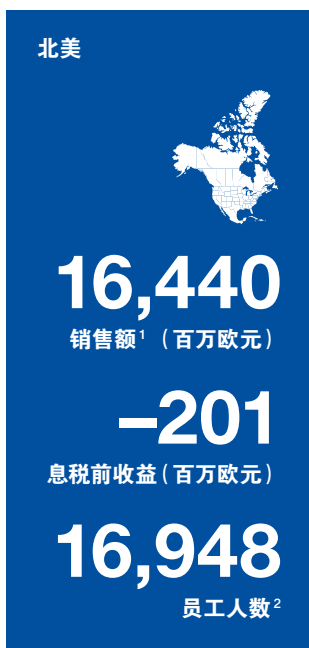 北美
16,440
销售额¹（百万欧元）
–201
息税前收益（百万欧元）
16,948
员工人数²